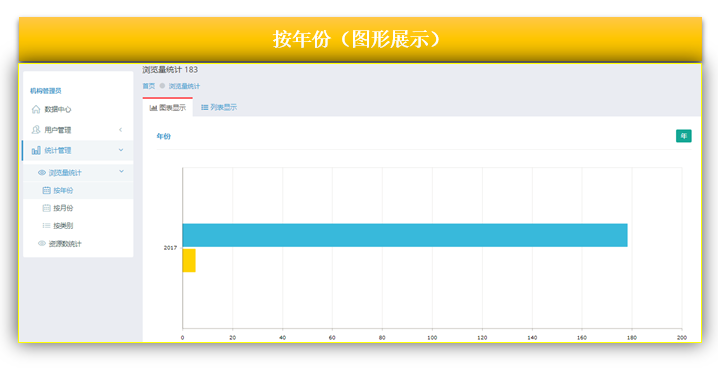 按年份（图形展示）
浏览量统计 183
首页 浏览量统计
机构管理员
数据中心
用户管理
统计管理
浏览量统计
按年份
按月份
按类别
资源数统计
图表显示 列表显示
年份 年
2017
0 20 40 60 80 100 120 140 160 180 200